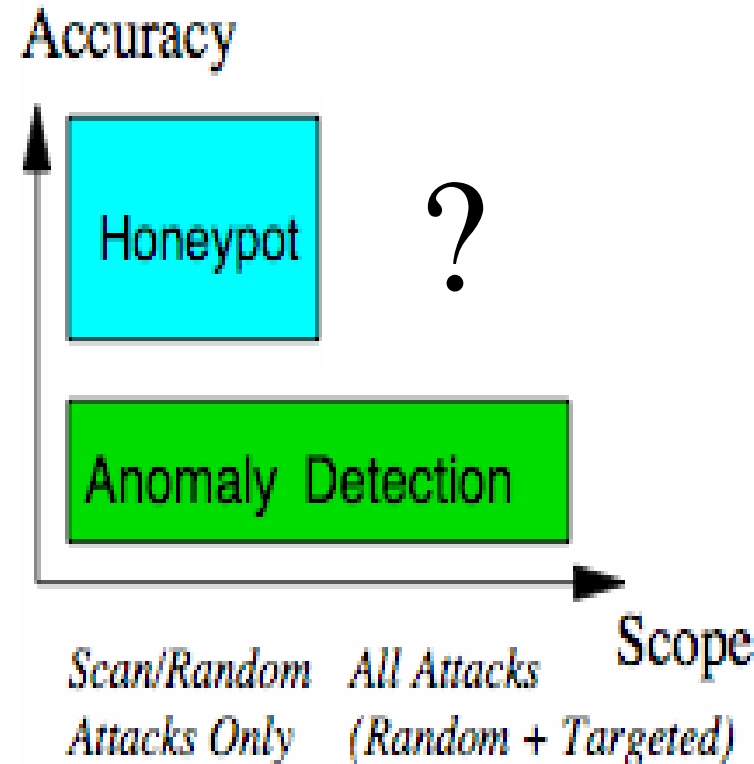 Accuracy
Honeypot
?
Anomaly Detection
Scope
Scan/Random
Attacks Only
All Attacks
(Random + Targeted)